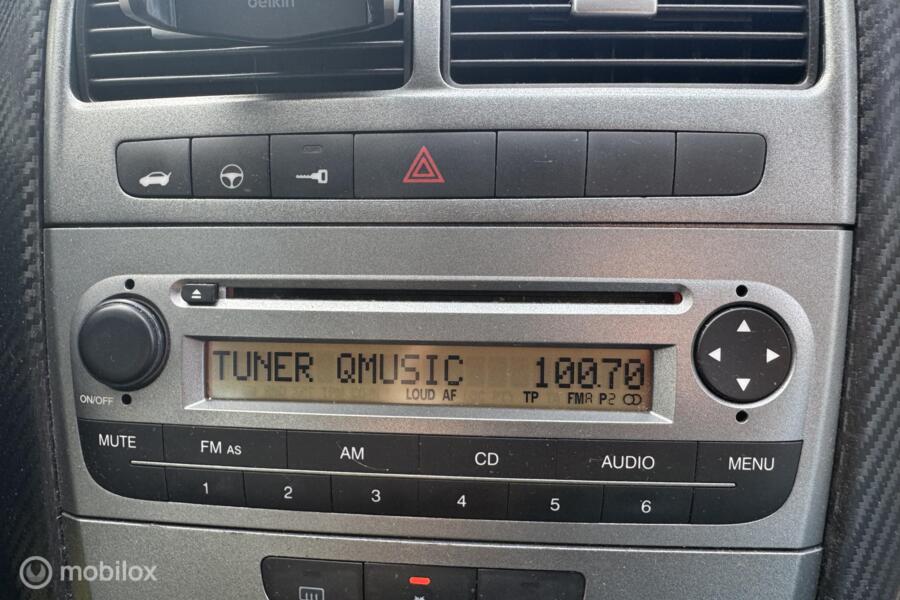 belkin
TUNER QMUSIC 100.70
LOUD AF TP FMA P2
ON/OFF
MUTE FM AS AM CD AUDIO MENU
1 2 3 4 5 6
mobilox